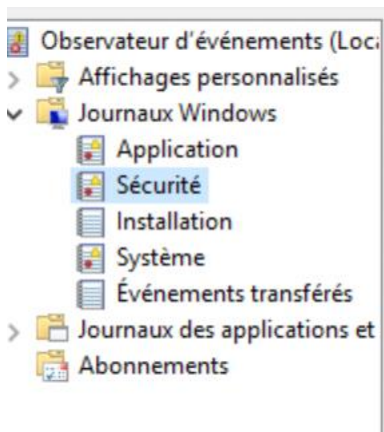 Observateur d'événements (Loca
Affichages personnalisés
Journaux Windows
Application
Sécurité
Installation
Système
Événements transférés
Journaux des applications et
Abonnements